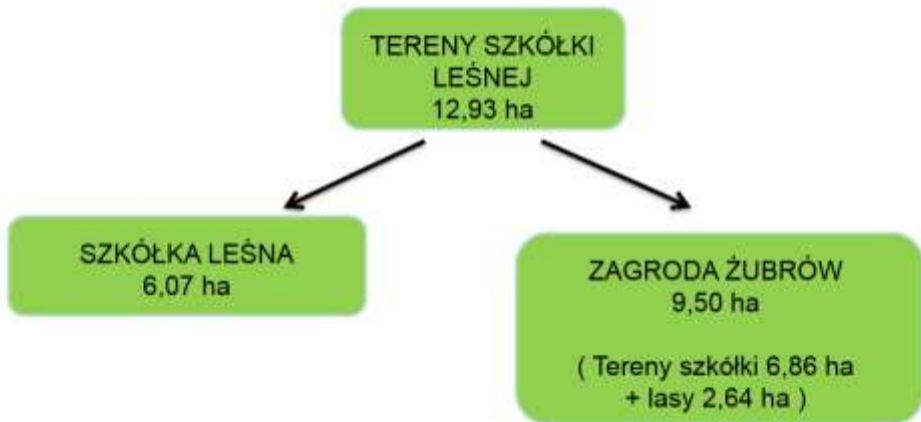 TERENY SZKÓŁKI
LEŚNEJ
12,93 ha
SZKÓŁKA LEŚNA
6,07 ha
ZAGRODA ŻUBRÓW
9,50 ha
( Tereny szkółki 6,86 ha
+ lasy 2,64 ha )